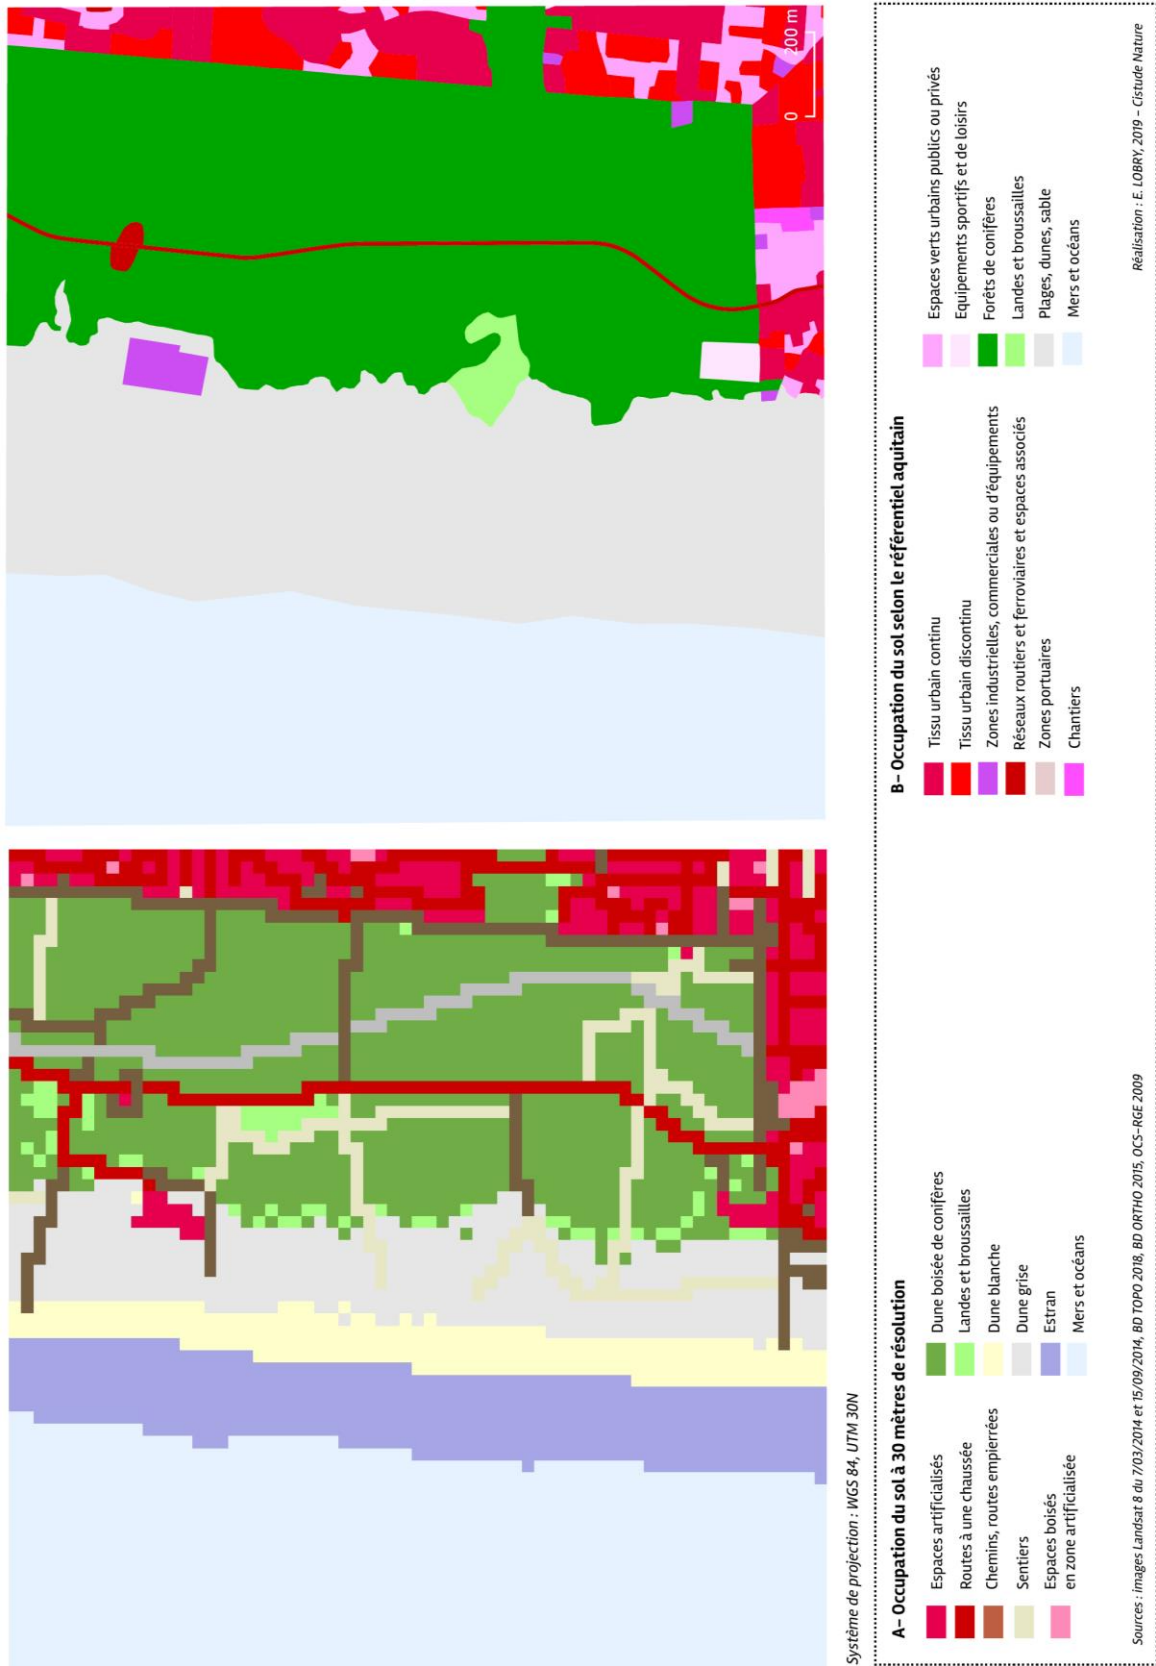 0 200 m
Système de projection : WGS 84, UTM 30N
A- Occupation du sol à 30 mètres de résolution
Espaces artificialisés
Routes à une chaussée
Chemins, routes empierrées
Sentiers
Espaces boisés
en zone artificialisée
Dune boisée de conifères
Landes et broussailles
Dune blanche
Dune grise
Estran
Mers et océans
B- Occupation du sol selon le référentiel aquitain
Tissu urbain continu
Tissu urbain discontinu
Zones industrielles, commerciales ou d'équipements
Réseaux routiers et ferroviaires et espaces associés
Zones portuaires
Chantiers
Espaces verts urbains publics ou privés
Equipements sportifs et de loisirs
Forêts de conifères
Landes et broussailles
Plages, dunes, sable
Mers et océans
Sources : images Landsat 8 du 7/03/2014 et 15/09/2014, BD TOPO 2018, BD ORTHO 2015, OCS-RGE 2009
Réalisation : E. LOBRY, 2019 – Cistude Nature